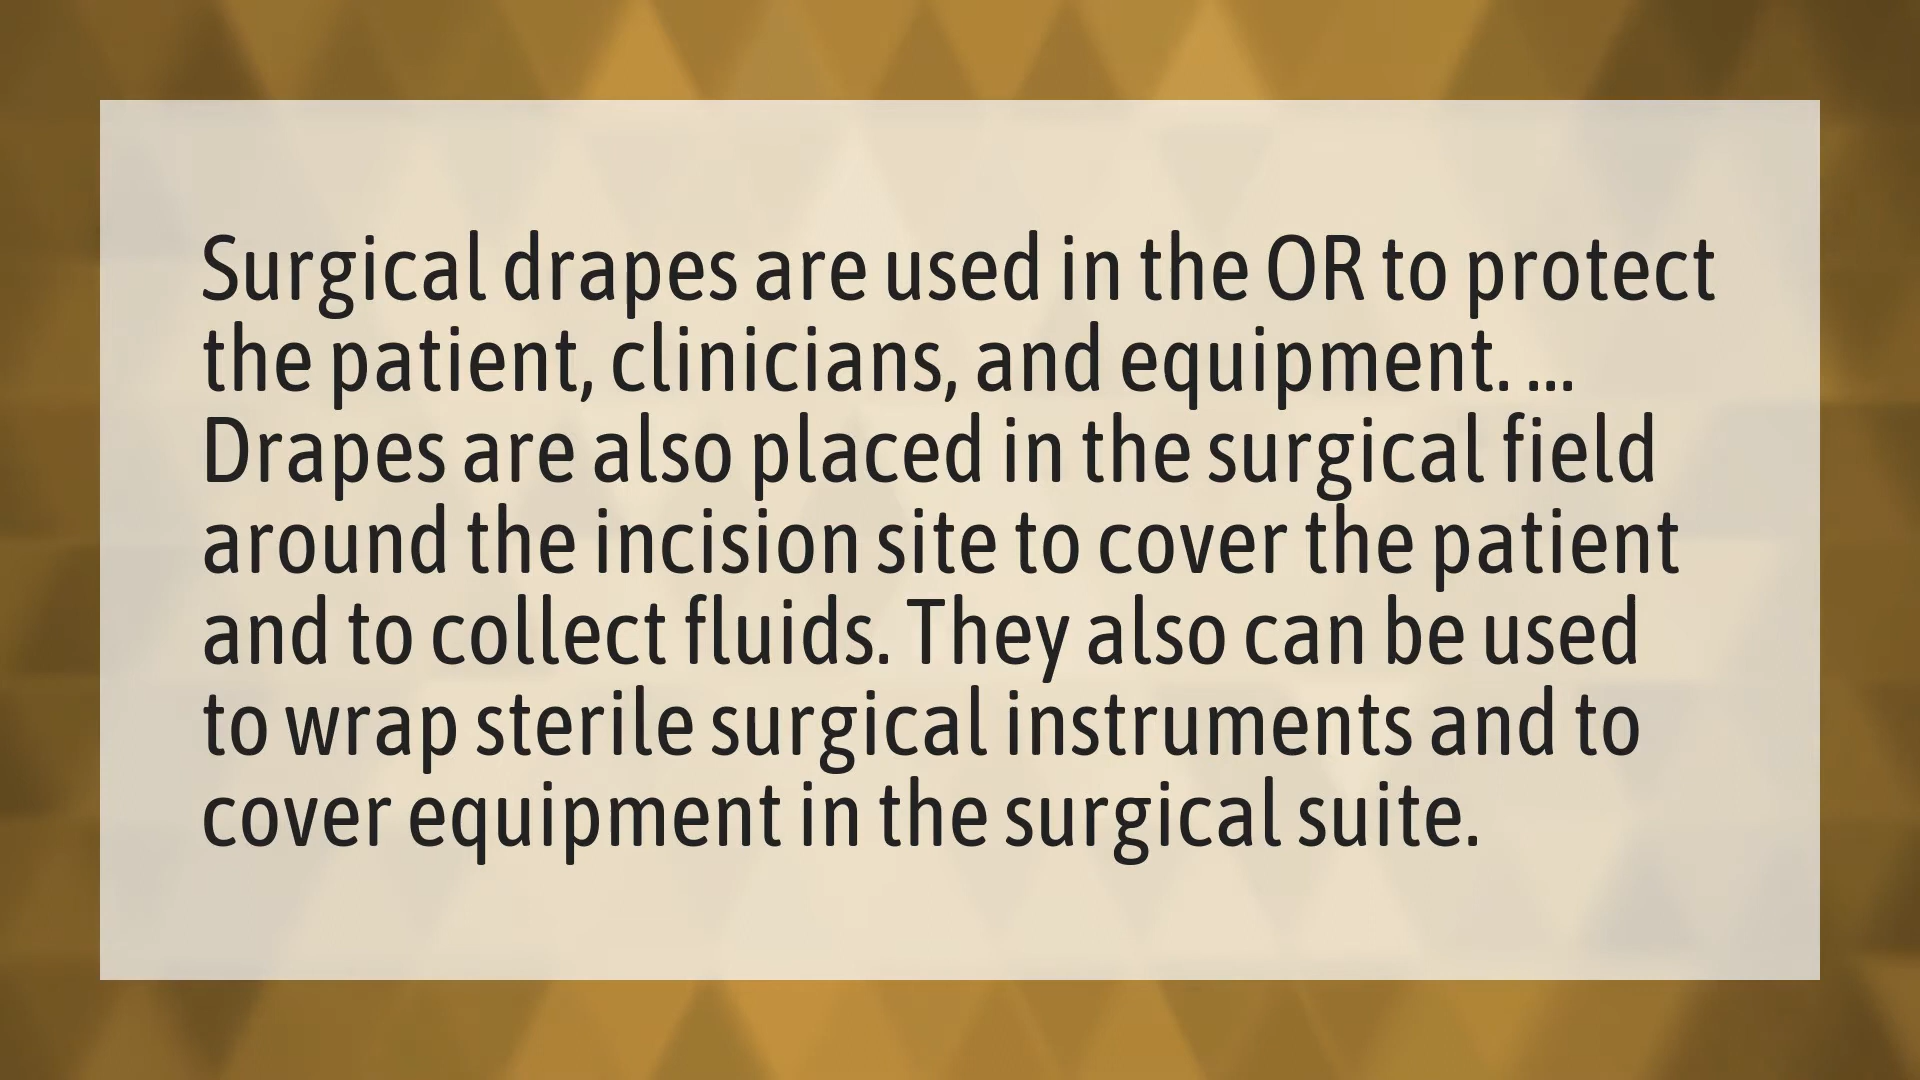 Surgical drapes are used in the OR to protect
the patient, clinicians, and equipment. ...
Drapes are also placed in the surgical field
around the incision site to cover the patient
and to collect fluids. They also can be used
to wrap sterile surgical instruments and to
cover equipment in the surgical suite.